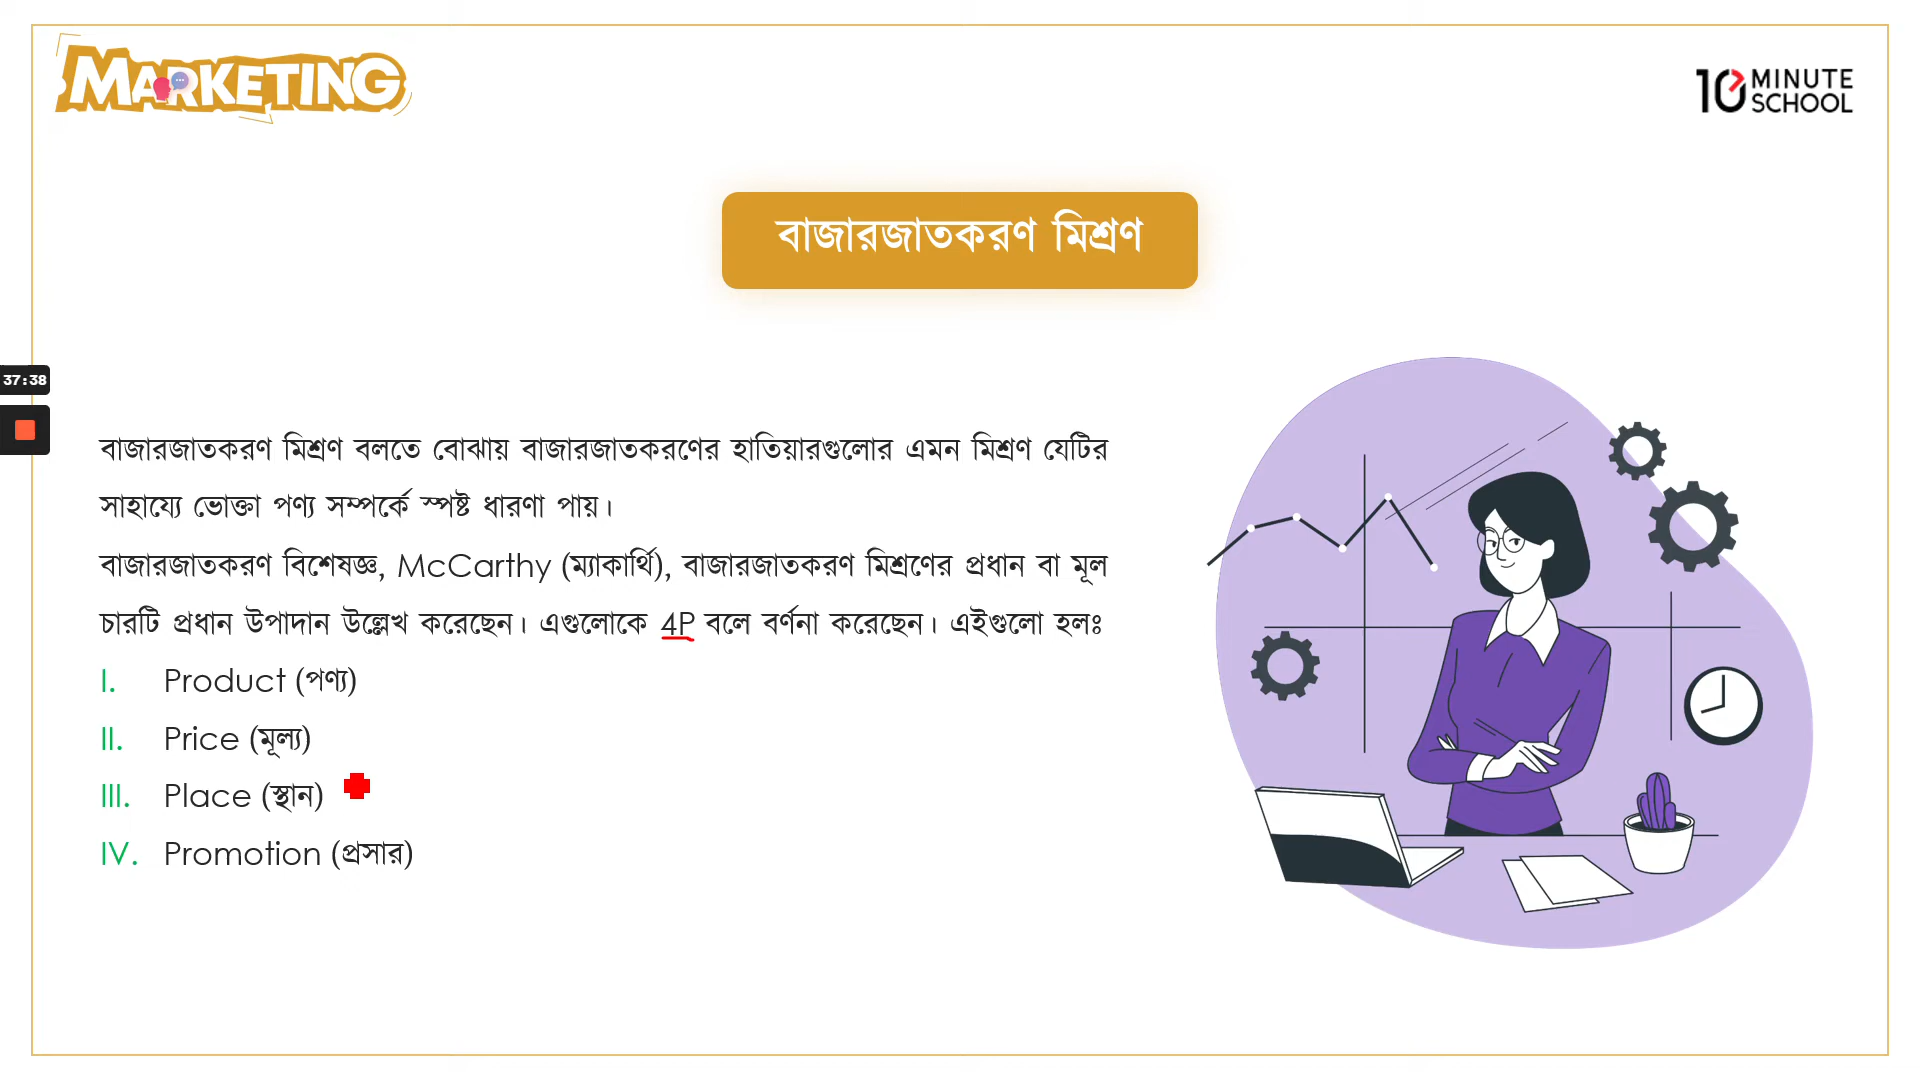 MARKETING
10 MINUTE
SCHOOL
বাজারজাতকরণ মিশ্রণ
37:38
বাজারজাতকরণ মিশ্রণ বলতে বোঝায় বাজারজাতকরণের হাতিয়ারগুলোর এমন মিশ্রণ যেটির
সাহায্যে ভোক্তা পণ্য সম্পর্কে স্পষ্ট ধারণা পায়।
বাজারজাতকরণ বিশেষজ্ঞ, McCarthy (ম্যাকার্থি), বাজারজাতকরণ মিশ্রণের প্রধান বা মূল
চারটি প্রধান উপাদান উল্লেখ করেছেন। এগুলোকে 4P বলে বর্ণনা করেছেন। এইগুলো হলঃ
I. Product (পণ্য)
II. Price (মূল্য)
III. Place (স্থান)
IV. Promotion (প্রসার)